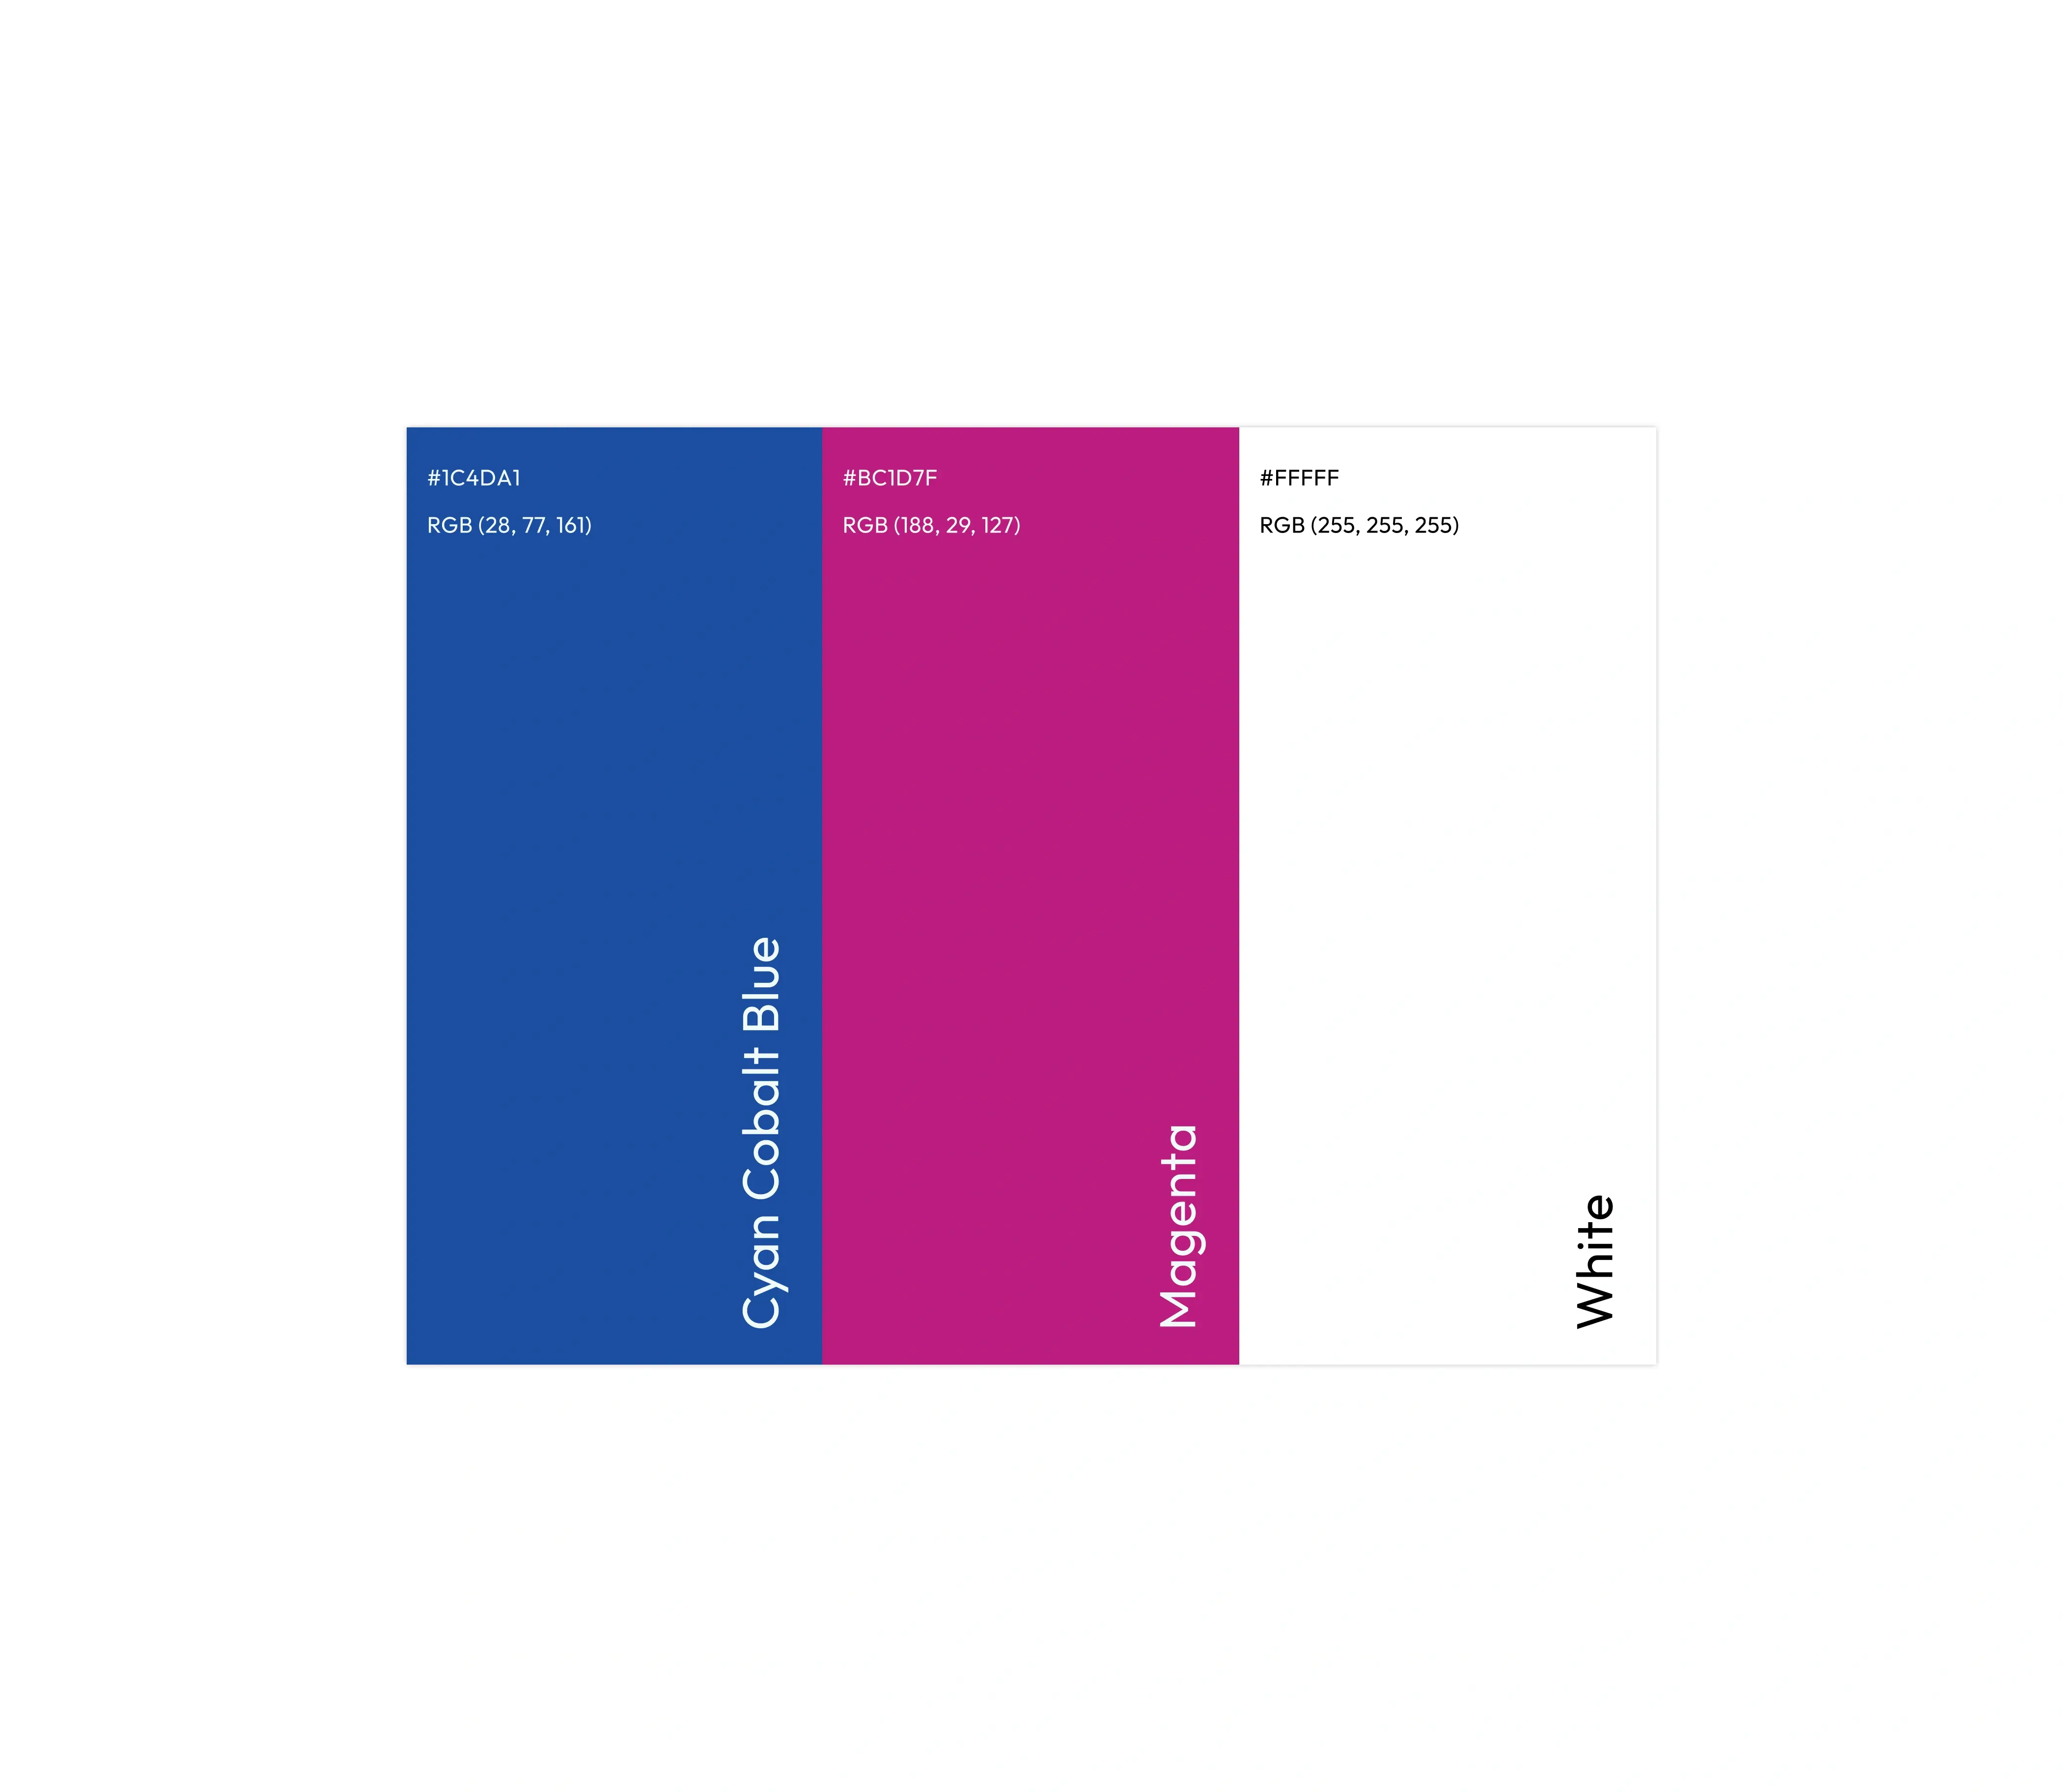 #1C4DA1
RGB (28, 77, 161)
Cyan Cobalt Blue
#BC1D7F
RGB (188, 29, 127)
Magenta
#FFFFF
RGB (255, 255, 255)
White